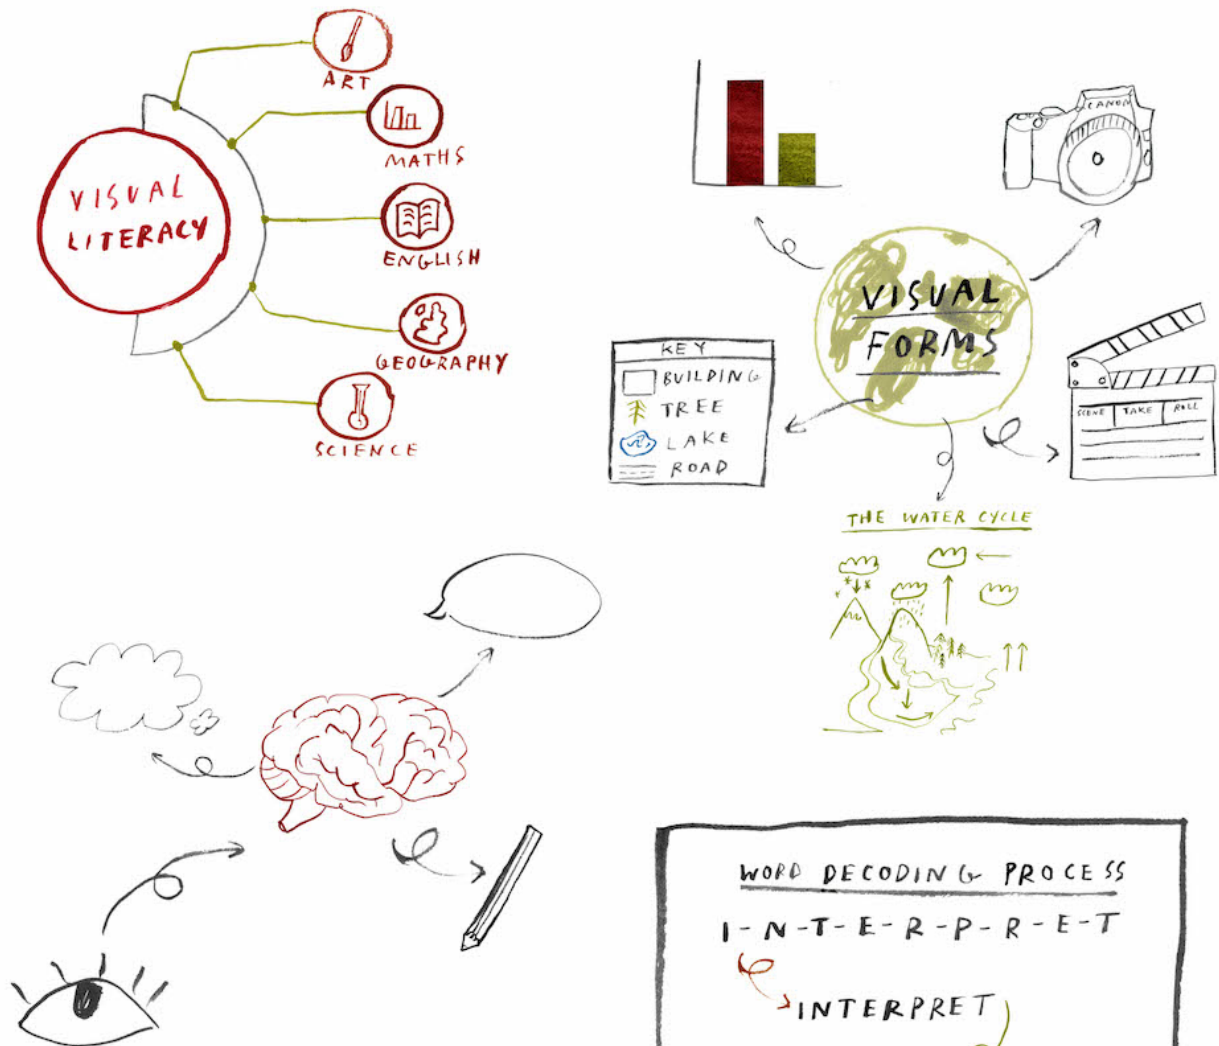 VISUAL
LITERACY
ART
MATHS
ENGLISH
GEOGRAPHY
SCIENCE
CANON
VISUAL
FORMS
KEY
BUILDING
TREE
LAKE
ROAD
SCENE TAKE ROLL
THE WATER CYCLE
WORD DECODING PROCESS
I-N-T-E-R-P-R-E-T
INTERPRET